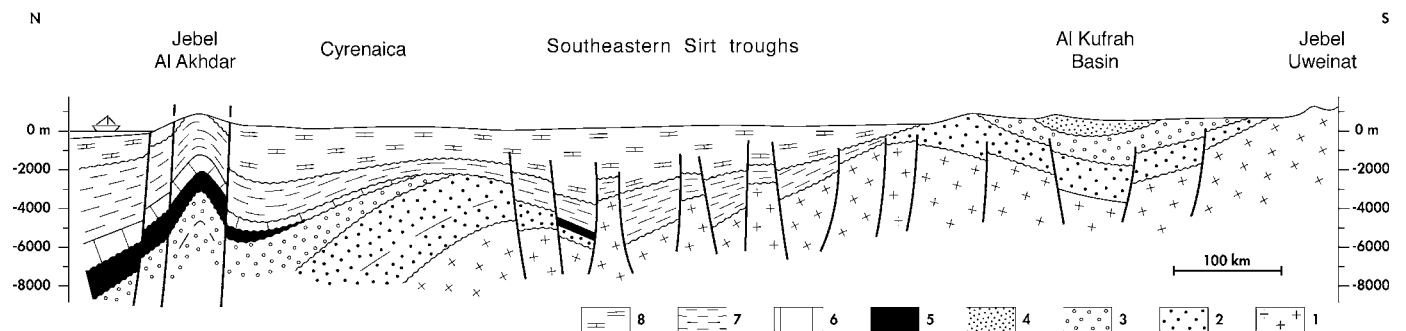 N S
Jebel
Al Akhdar
Cyrenaica
Southeastern Sirt troughs
Al Kufrah
Basin
Jebel
Uweinat
0 m
-2000
-4000
-6000
-8000
0 m
-2000
-4000
-6000
-8000
100 km
8 7 6 5 4 3 2 1